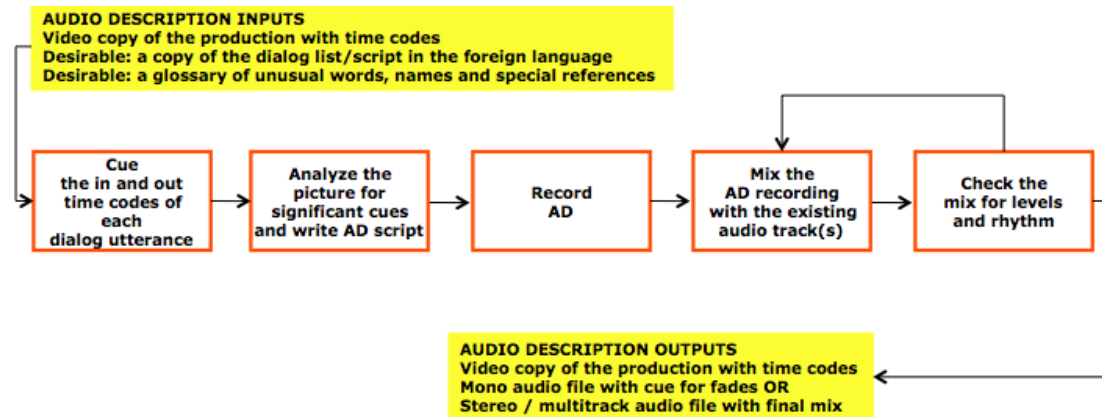 AUDIO DESCRIPTION INPUTS
Video copy of the production with time codes
Desirable: a copy of the dialog list/script in the foreign language
Desirable: a glossary of unusual words, names and special references
Cue
the in and out
time codes of
each
dialog utterance
Analyze the
picture for
significant cues
and write AD script
Record
AD
Mix the
AD recording
with the existing
audio track(s)
Check the
mix for levels
and rhythm
AUDIO DESCRIPTION OUTPUTS
Video copy of the production with time codes
Mono audio file with cue for fades OR
Stereo / multitrack audio file with final mix